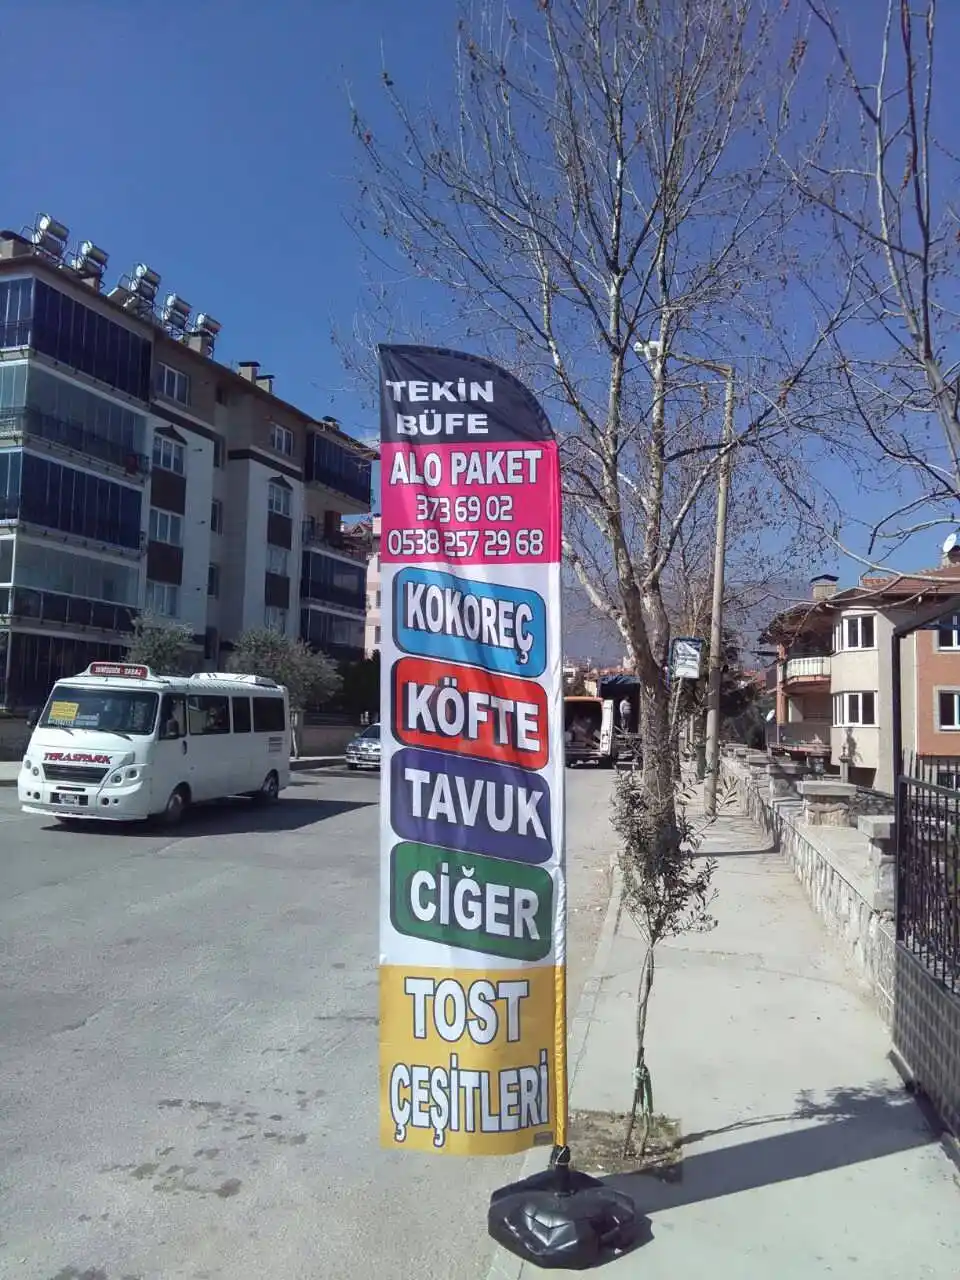 TEKİN
BÜFE
ALO PAKET
373 69 02
0538 257 29 68
KOKOREÇ
KÖFTE
TAVUK
CİĞER
TOST
ÇEŞİTLERİ
TERASPARK